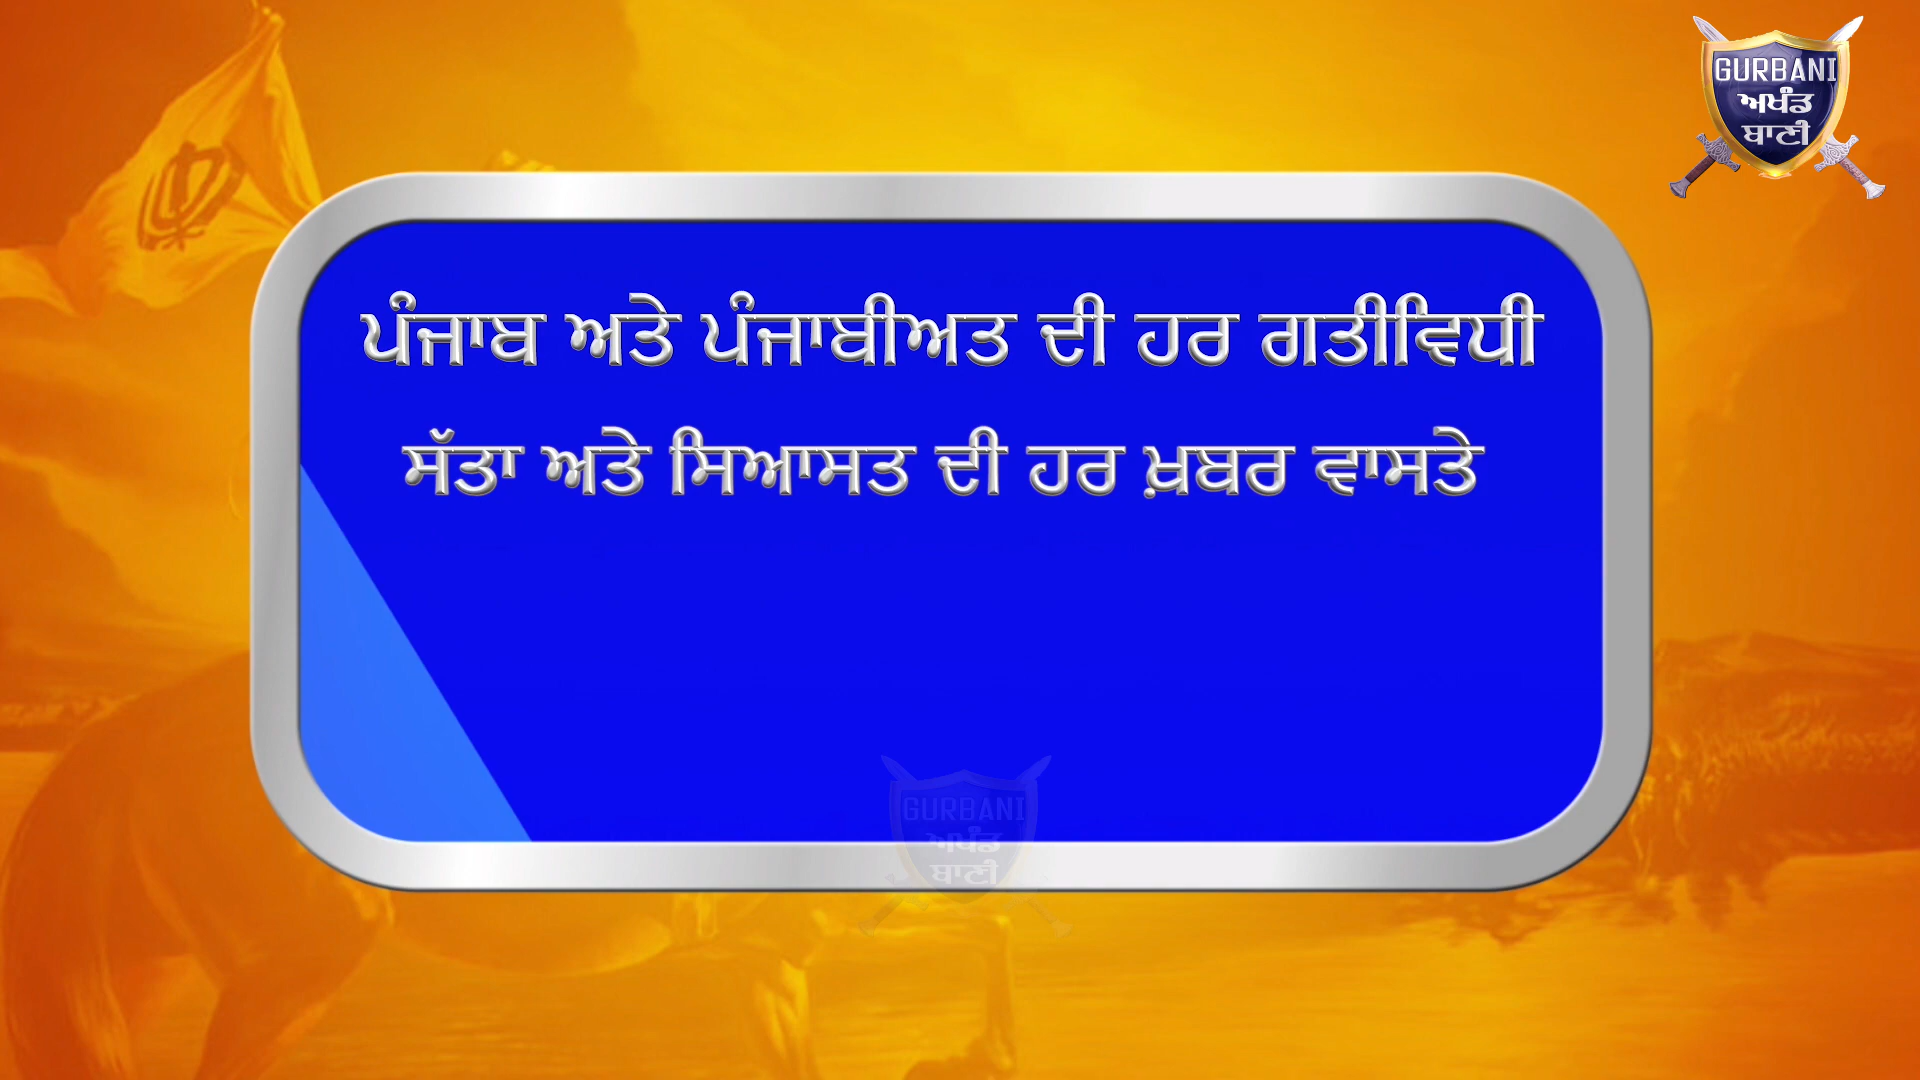 GURBANI
ਅਖੰਡ
ਬਾਣੀ
ਪੰਜਾਬ ਅਤੇ ਪੰਜਾਬੀਅਤ ਦੀ ਹਰ ਗਤੀਵਿਧੀ
ਸੱਤਾ ਅਤੇ ਸਿਆਸਤ ਦੀ ਹਰ ਖ਼ਬਰ ਵਾਸਤੇ
GURBANI
ਅਖੰਡ
ਬਾਣੀ